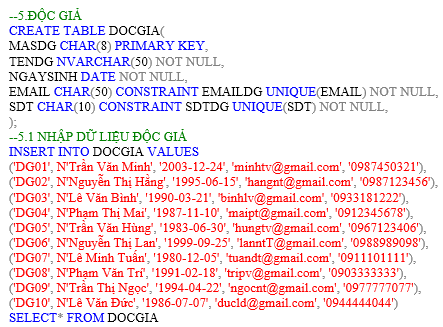 --5.ĐỘC GIẢ
CREATE TABLE DOCGIA(
MASDG CHAR(8) PRIMARY KEY,
TENDG NVARCHAR(50) NOT NULL,
NGAYSINH DATE NOT NULL,
EMAIL CHAR(50) CONSTRAINT EMAILDG UNIQUE(EMAIL) NOT NULL,
SDT CHAR(10) CONSTRAINT SDTDG UNIQUE(SDT) NOT NULL,
);
--5.1 NHẬP DỮ LIỆU ĐỘC GIẢ
INSERT INTO DOCGIA VALUES
('DG01', N'Trần Văn Minh', '2003-12-24', 'minhtv@gmail.com', '0987450321'),
('DG02', N'Nguyễn Thị Hằng', '1995-06-15', 'hangnt@gmail.com', '0987123456'),
('DG03', N'Lê Văn Bình', '1990-03-21', 'binhlv@gmail.com', '0933181222'),
('DG04', N'Phạm Thị Mai', '1987-11-10', 'maipt@gmail.com', '0912345678'),
('DG05', N'Trần Văn Hùng', '1983-06-30', 'hungtv@gmail.com', '0967123406'),
('DG06', N'Nguyễn Thị Lan', '1999-09-25', 'lanntT@gmail.com', '0988989098'),
('DG07', N'Lê Minh Tuấn', '1980-12-05', 'tuandt@gmail.com', '0911101111'),
('DG08', N'Phạm Văn Trí', '1991-02-18', 'tripv@gmail.com', '0903333333'),
('DG09', N'Trần Thị Ngọc', '1994-04-22', 'ngocnt@gmail.com', '0977777077'),
('DG10', N'Lê Văn Đức', '1986-07-07', 'ducld@gmail.com', '0944444044')
SELECT* FROM DOCGIA